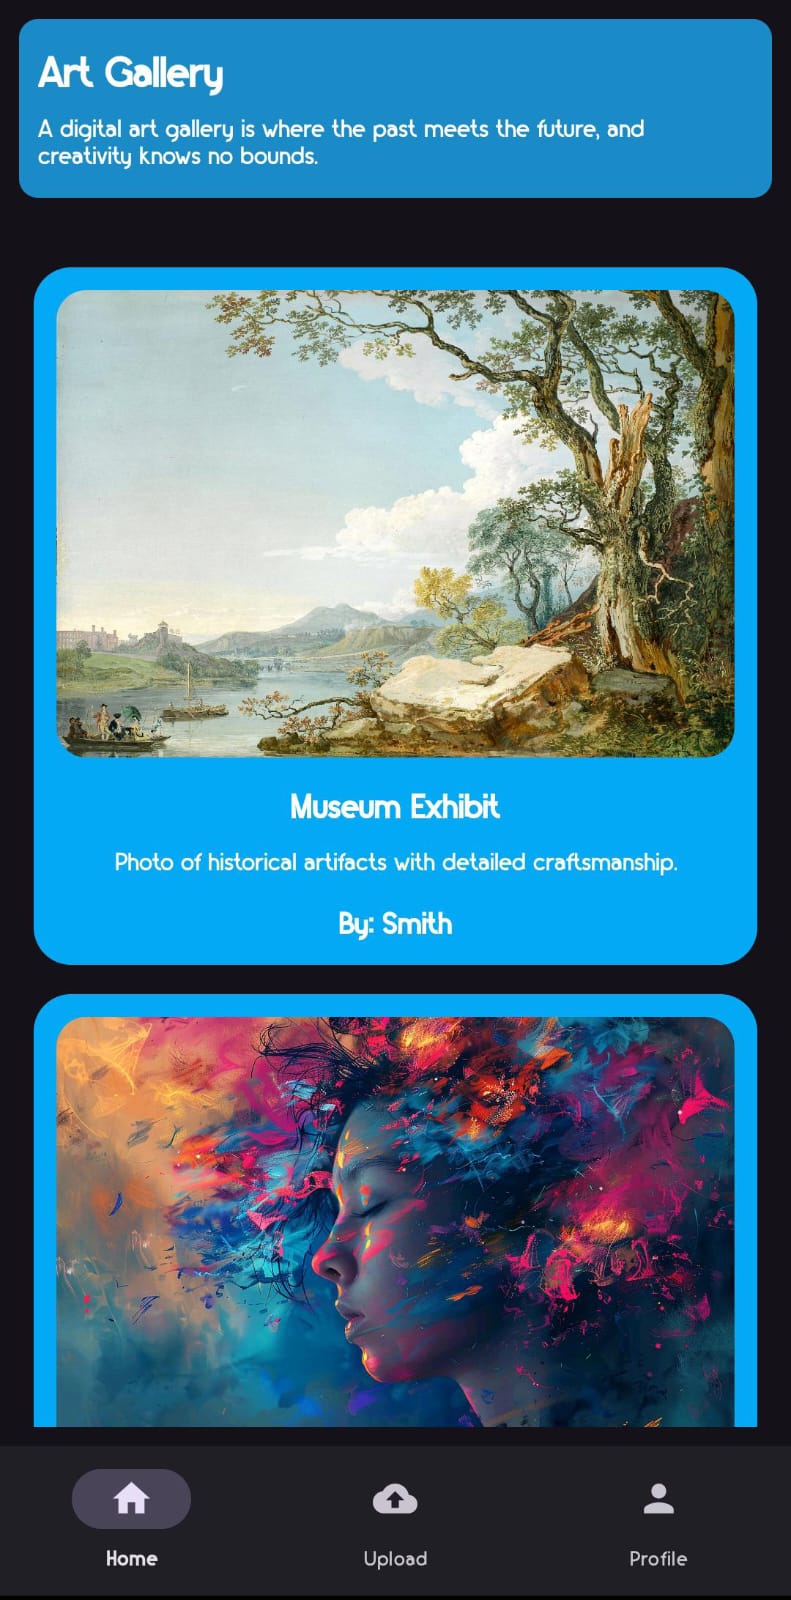 Art Gallery
A digital art gallery is where the past meets the future, and
creativity knows no bounds.
Museum Exhibit
Photo of historical artifacts with detailed craftsmanship.
By: Smith
Home
Upload
Profile